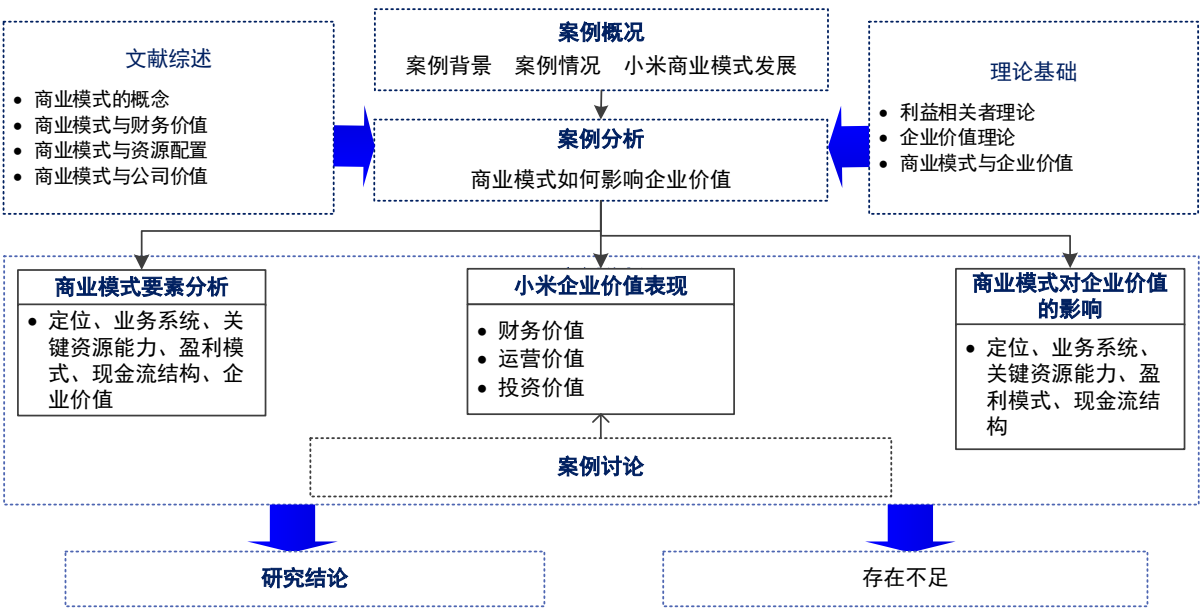 案例概况
案例背景 案例情况 小米商业模式发展
文献综述
• 商业模式的概念
• 商业模式与财务价值
• 商业模式与资源配置
• 商业模式与公司价值
案例分析
商业模式如何影响企业价值
理论基础
• 利益相关者理论
• 企业价值理论
• 商业模式与企业价值
商业模式要素分析
• 定位、业务系统、关
键资源能力、盈利模
式、现金流结构、企
业价值
小米企业价值表现
• 财务价值
• 运营价值
• 投资价值
商业模式对企业价值
的影响
• 定位、业务系统、
关键资源能力、盈
利模式、现金流结
构
案例讨论
研究结论
存在不足